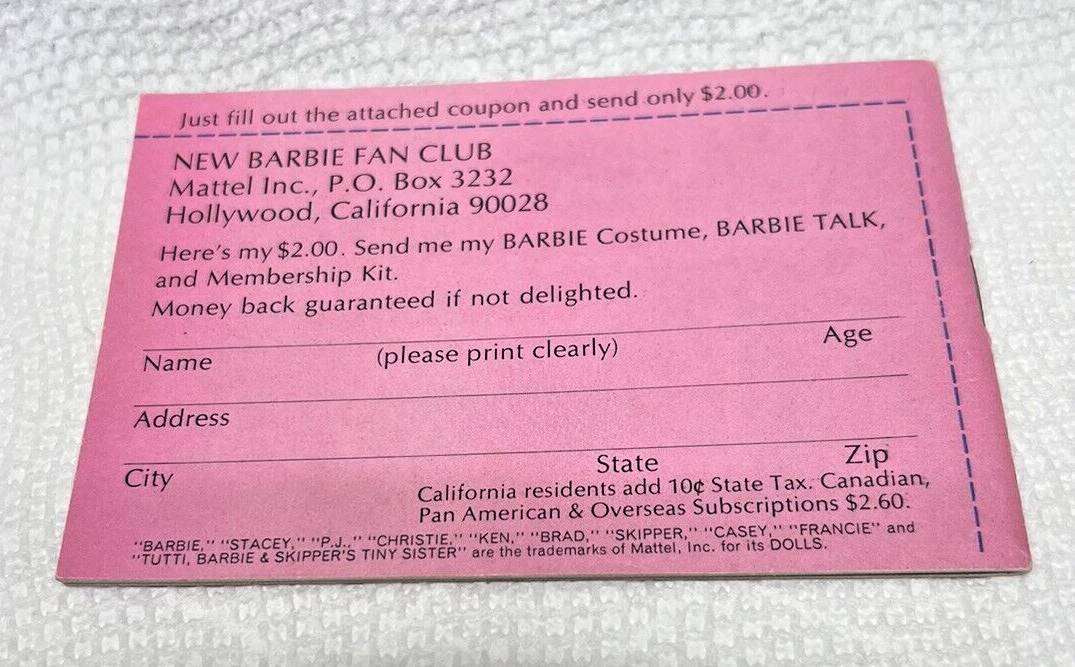 Just fill out the attached coupon and send only $2.00.
NEW BARBIE FAN CLUB
Mattel Inc., P.O. Box 3232
Hollywood, California 90028
Here's my $2.00. Send me my BARBIE Costume, BARBIE TALK,
and Membership Kit.
Money back guaranteed if not delighted.
Name (please print clearly) Age
Address
City State Zip
California residents add 10¢ State Tax. Canadian,
Pan American & Overseas Subscriptions $2.60.
"BARBIE," "STACEY," "P.J.," "CHRISTIE," "KEN," "BRAD," "SKIPPER," "CASEY," "FRANCIE" and
"TUTTI, BARBIE & SKIPPER'S TINY SISTER" are the trademarks of Mattel, Inc. for its DOLLS.